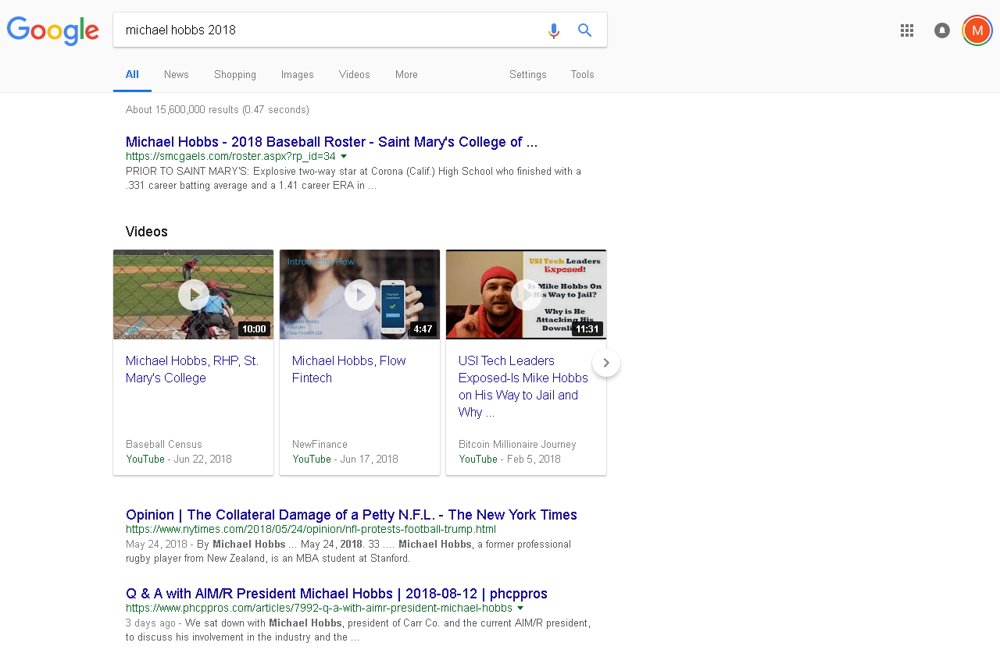 Google
michael hobbs 2018
M
All News Shopping Images Videos More Settings Tools
About 15,600,000 results (0.47 seconds)
Michael Hobbs - 2018 Baseball Roster - Saint Mary's College of ...
https://smcgaels.com/roster.aspx?rp_id=34
PRIOR TO SAINT MARY'S: Explosive two-way star at Corona (Calif.) High School who finished with a
.331 career batting average and a 1.41 career ERA in ...
Videos
BaseballCensus
10:00
Michael Hobbs, RHP, St.
Mary's College
Baseball Census
YouTube - Jun 22, 2018
Introducing Flow
Hobbs
Founder
Flow Fintech Ltd
4:47
Michael Hobbs, Flow
Fintech
NewFinance
YouTube - Jun 17, 2018
USI Tech Leaders
Exposed!
Is Mike Hobbs On
His Way to Jail?
Why is He
Attacking His
11:31
USI Tech Leaders
Exposed-Is Mike Hobbs
on His Way to Jail and
Why ...
Bitcoin Millionaire Journey
YouTube - Feb 5, 2018
Opinion | The Collateral Damage of a Petty N.F.L. - The New York Times
https://www.nytimes.com/2018/05/24/opinion/nfl-protests-football-trump.html
May 24, 2018 - By Michael Hobbs ... May 24, 2018. 33 .... Michael Hobbs, a former professional
rugby player from New Zealand, is an MBA student at Stanford.
Q & A with AIM/R President Michael Hobbs | 2018-08-12 | phcppros
https://www.phcppros.com/articles/7992-q-a-with-aimr-president-michael-hobbs
3 days ago - We sat down with Michael Hobbs, president of Carr Co. and the current AIM/R president,
to discuss his involvement in the industry and the ...